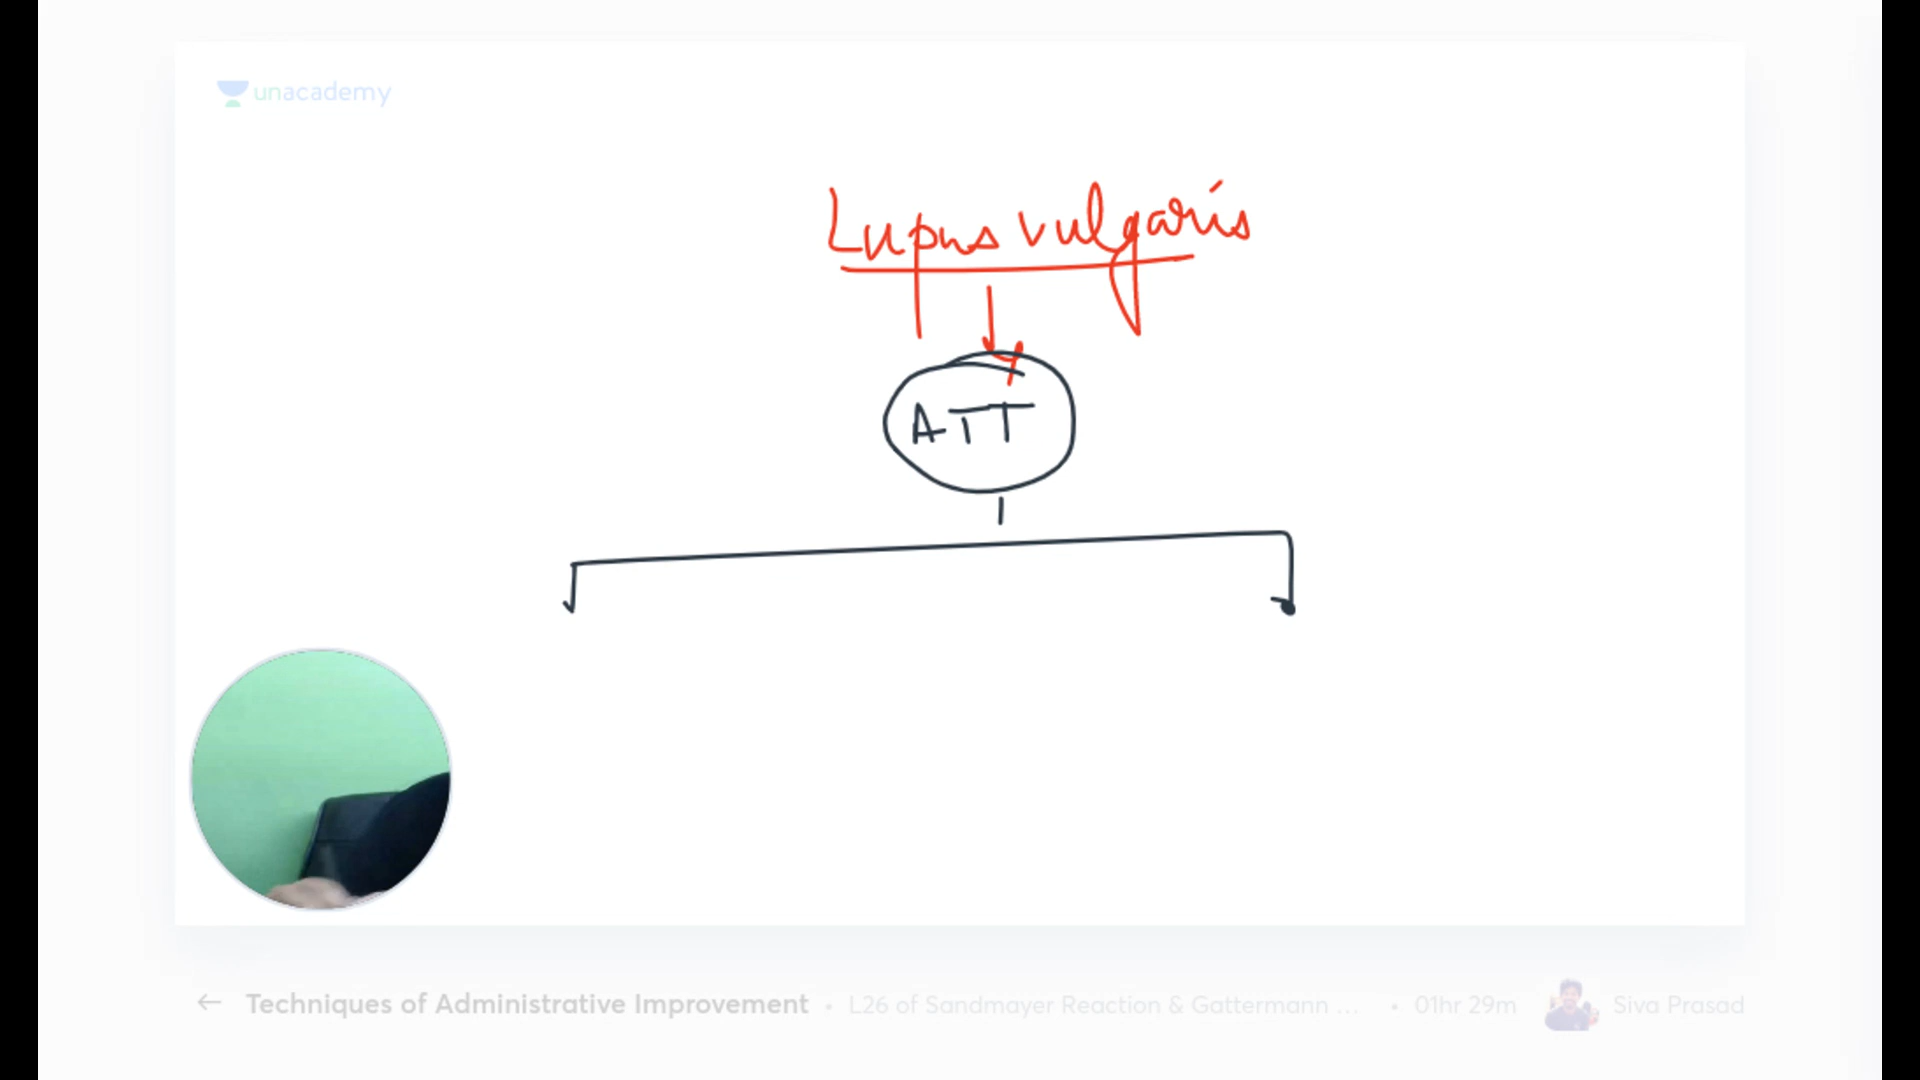 unacademy
Lupus vulgaris
ATT
← Techniques of Administrative Improvement • L26 of Sandmayer Reaction & Gattermann ... • 01hr 29m Siva Prasad